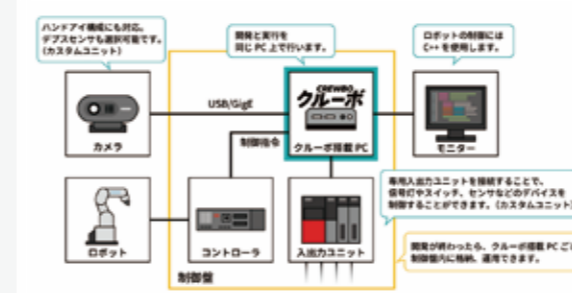 ハンドアイ構成にも対応。
デプスセンサも選択可能です。
(カスタムユニット)
開発と実行を
同じ PC 上で行います。
ロボットの制御には
C++ を使用します。
USB/GigE
CREWBO
クルーボ
制御指令
カメラ
クルーボ搭載 PC
モニター
専用入出力ユニットを接続することで、
信号灯やスイッチ、センサなどのデバイスを
制御することができます。(カスタムユニット)
ロボット
コントローラ
入出力ユニット
開発が終わったら、クルーボ搭載 PC ご
制御盤内に格納、運用できます。
制御盤